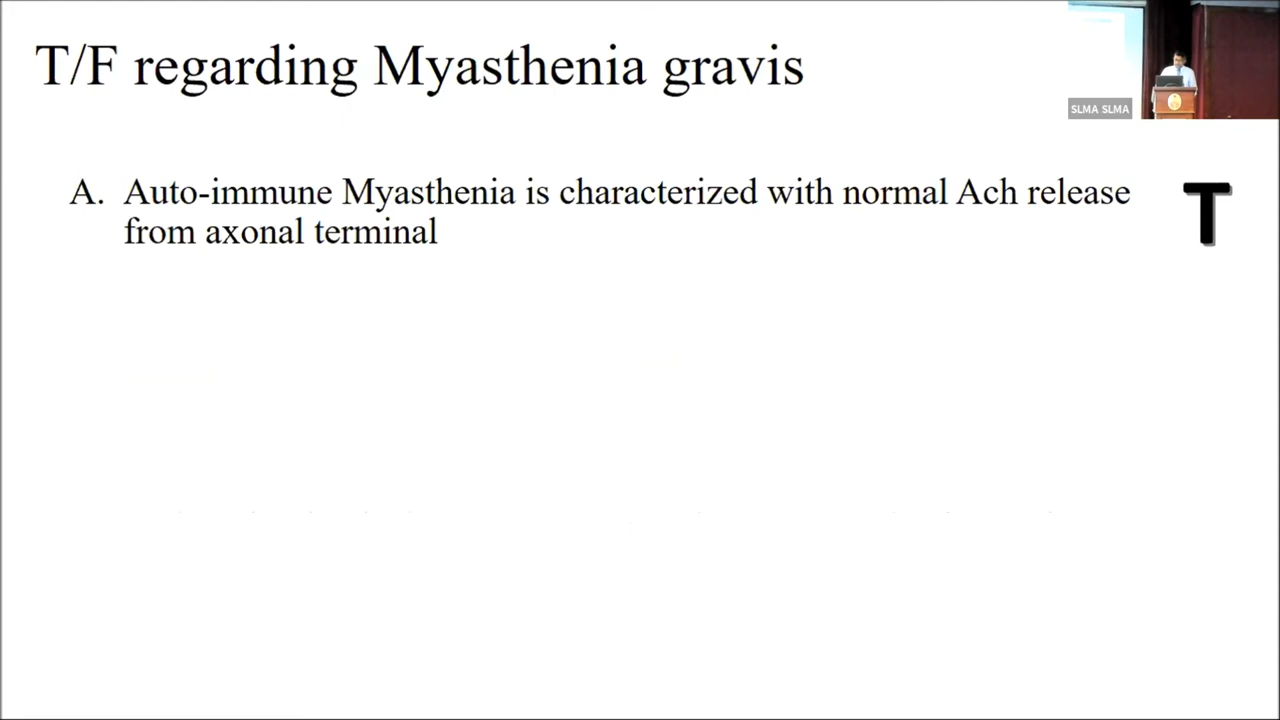 T/F regarding Myasthenia gravis
SLMA SLMA
A. Auto-immune Myasthenia is characterized with normal Ach release
from axonal terminal
T